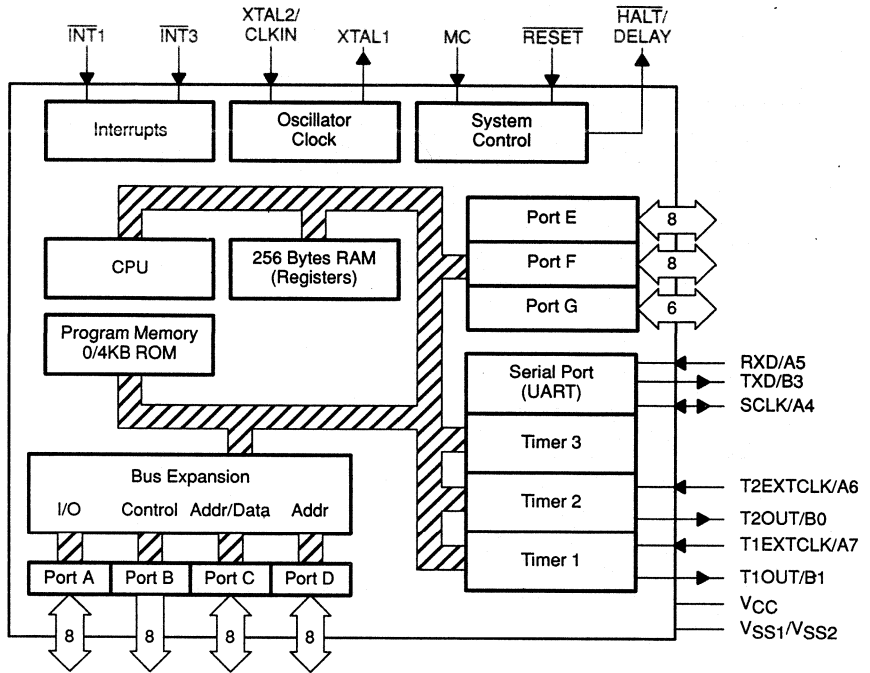 INT1
INT3
XTAL2/
CLKIN
XTAL1
MC
RESET
HALT/
DELAY
Interrupts
Oscillator
Clock
System
Control
CPU
256 Bytes RAM
(Registers)
Port E
8
Port F
8
Port G
6
Program Memory
0/4KB ROM
Serial Port
(UART)
RXD/A5
TXD/B3
SCLK/A4
Timer 3
Timer 2
T2EXTCLK/A6
T2OUT/B0
Timer 1
T1EXTCLK/A7
T1OUT/B1
VCC
VSS1/VSS2
Bus Expansion
I/O Control Addr/Data Addr
Port A Port B Port C Port D
8 8 8 8